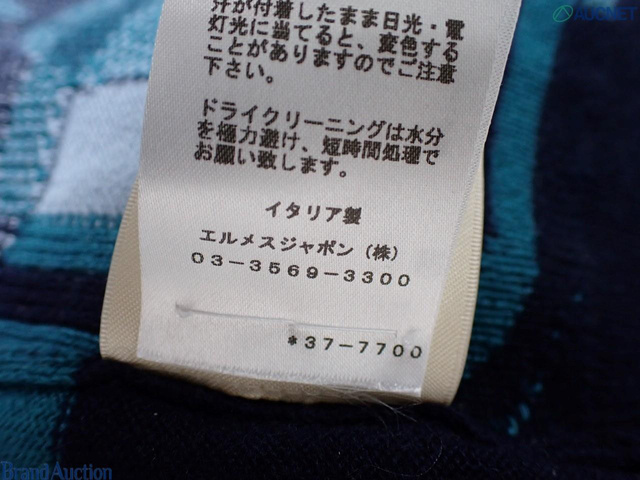 AUCNET
汗が付着したまま日光・電
灯光に当てると、変色する
ことがありますのでご注意
下さい。
ドライクリーニングは水分
を極力避け、短時間処理で
お願い致します。
イタリア製
エルメスジャポン（株）
03-3569-3300
*37-7700
Brand Auction